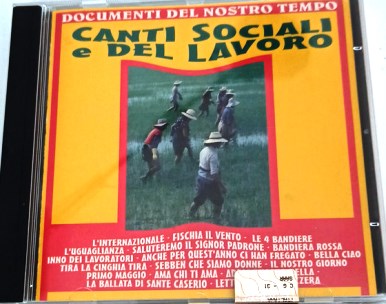 DOCUMENTI DEL NOSTRO TEMPO
CANTI SOCIALI
e DEL LAVORO
L'INTERNAZIONALE - FISCHIA IL VENTO - LE 4 BANDIERE
L'UGUAGLIANZA - SALUTEREMO IL SIGNOR PADRONE - BANDIERA ROSSA
INNO DEI LAVORATORI - ANCHE PER QUEST'ANNO CI HAN FREGATO - BELLA CIAO
TIRA LA CINGHIA TIRA - SEBBEN CHE SIAMO DONNE - IL NOSTRO GIORNO
PRIMO MAGGIO - AMA CHI TI AMA -
LA BALLATA DI SANTE CASERIO -